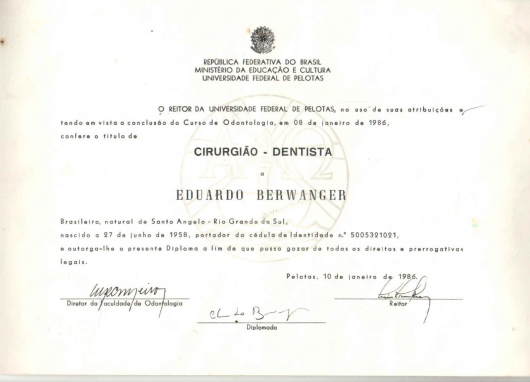 REPÚBLICA FEDERATIVA DO BRASIL
MINISTÉRIO DA EDUCAÇÃO E CULTURA
UNIVERSIDADE FEDERAL DE PELOTAS
O REITOR DA UNIVERSIDADE FEDERAL DE PELOTAS, no uso de suas atribuições e
tendo em vista a conclusão do Curso de Odontologia, em 08 de janeiro de 1986,
confere o título de
CIRURGIÃO - DENTISTA
a
EDUARDO BERWANGER
Brasileiro, natural de Santo Angelo - Rio Grande do Sul,
nascido a 27 de junho de 1958, portador da cédula de Identidade n.° 5005321021,
e outorga-lhe o presente Diploma a fim de que possa gozar de todos os direitos e prerrogativas
legais.
Pelotas, 10 de janeiro de 1986.
Diretor da Faculdade de Odontologia
Diplomado
Reitor